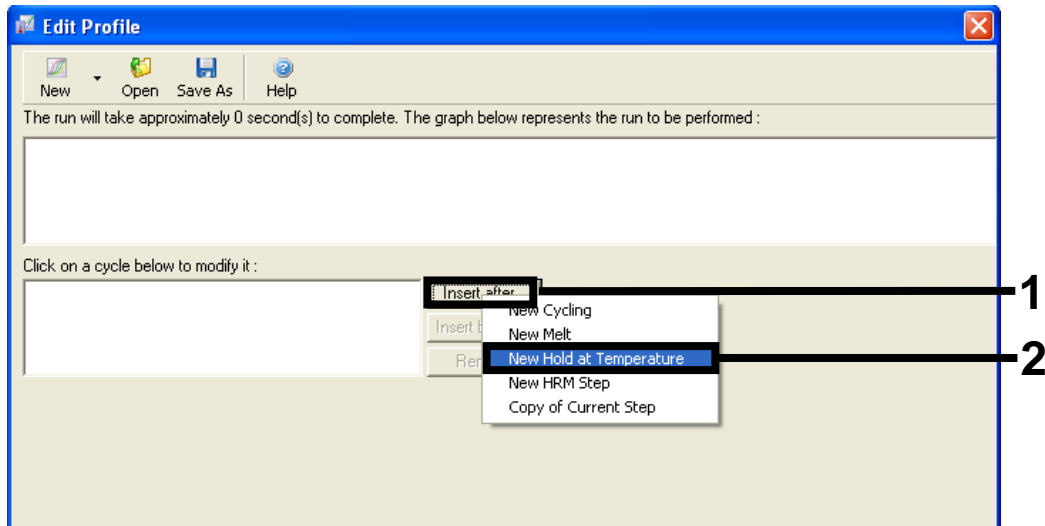 Edit Profile
New Open Save As Help
The run will take approximately 0 second(s) to complete. The graph below represents the run to be performed :
Click on a cycle below to modify it :
Insert after...
1
New Cycling
Insert
New Melt
New Hold at Temperature
2
New HRM Step
Copy of Current Step